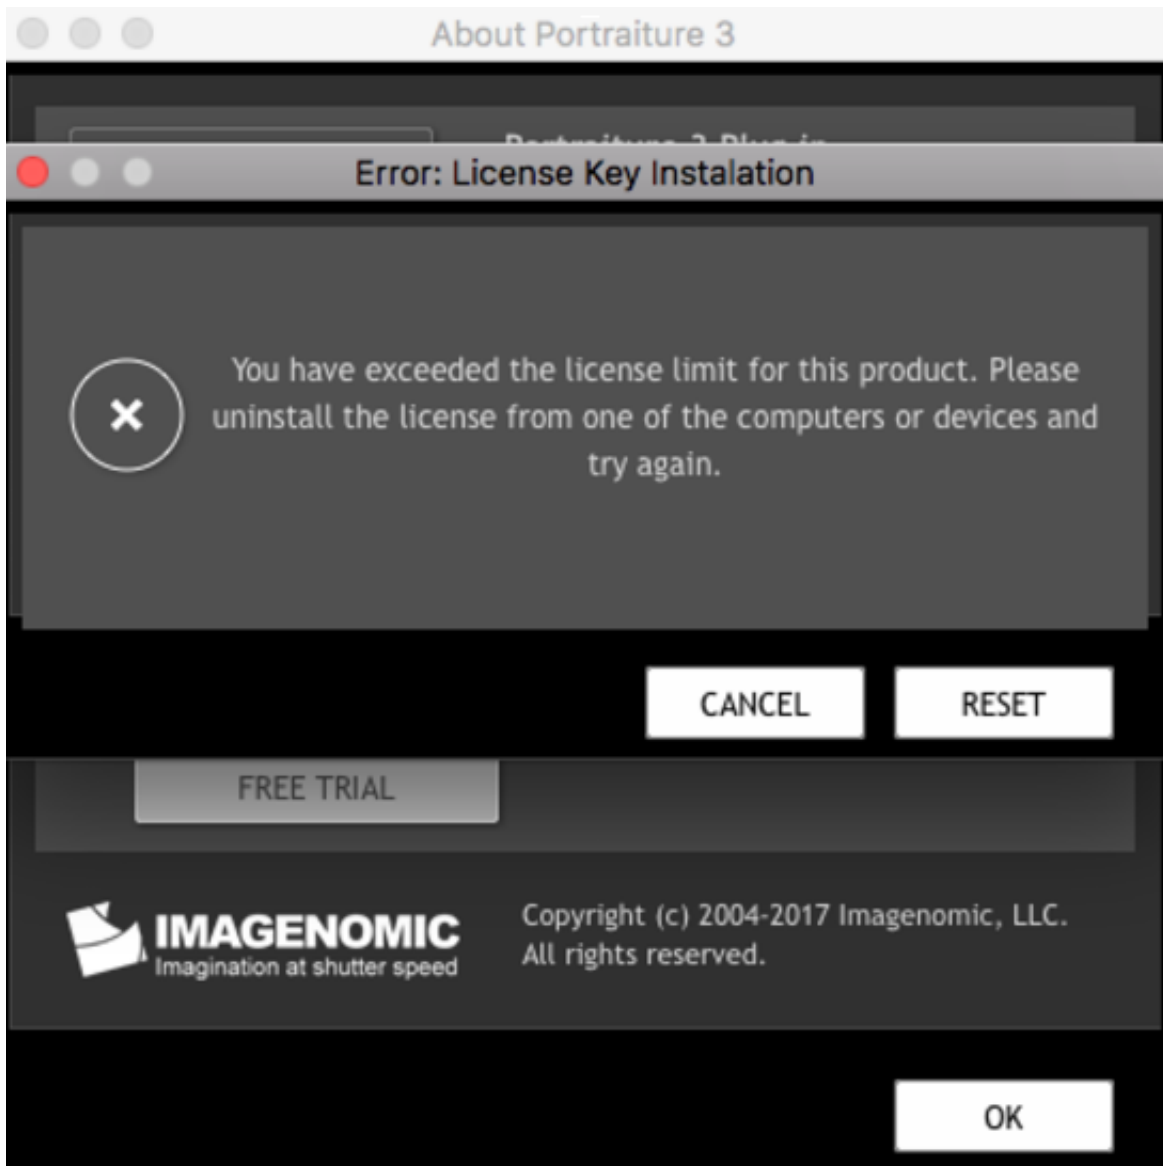 About Portraiture 3
Error: License Key Instalation
You have exceeded the license limit for this product. Please
uninstall the license from one of the computers or devices and
try again.
CANCEL RESET
FREE TRIAL
IMAGENOMIC
Imagination at shutter speed
Copyright (c) 2004-2017 Imagenomic, LLC.
All rights reserved.
OK